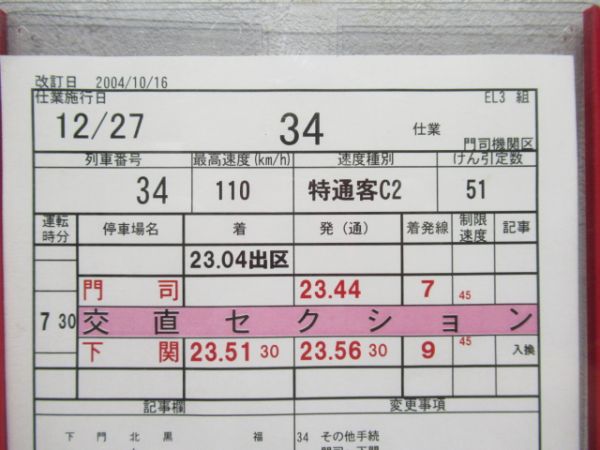 改訂日 2004/10/16
仕業施行日 EL3 組
12/27 34 仕業 門司機関区
列車番号 最高速度(km/h) 速度種別 けん引定数
34 110 特通客C2 51
運転時分 停車場名 着 発(通) 着発線 制限速度 記事
23.04出区
門 司 23.44 7 45
7 30 交直セクション
下 関 23.51 30 23.56 30 9 45 入換
記事欄 変更事項
下 門 北 黒 福 34 その他手続